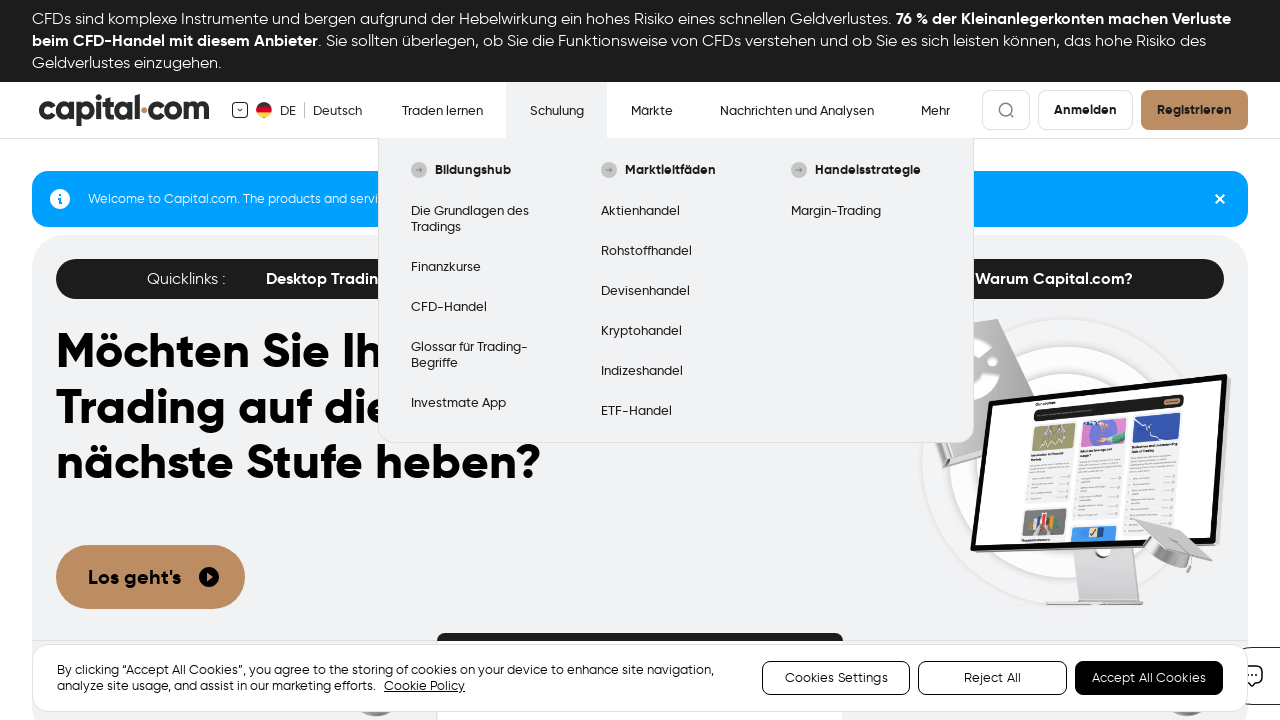 CFDs sind komplexe Instrumente und bergen aufgrund der Hebelwirkung ein hohes Risiko eines schnellen Geldverlustes. 76 % der Kleinanlegerkonten machen Verluste
beim CFD-Handel mit diesem Anbieter. Sie sollten überlegen, ob Sie die Funktionsweise von CFDs verstehen und ob Sie es sich leisten können, das hohe Risiko des
Geldverlustes einzugehen.
capital.com DE Deutsch Traden lernen Schulung Märkte Nachrichten und Analysen Mehr Anmelden Registrieren
Bildungshub
Die Grundlagen des
Tradings
Finanzkurse
CFD-Handel
Glossar für Trading-
Begriffe
Investmate App
Marktleitfäden
Aktienhandel
Rohstoffhandel
Devisenhandel
Kryptohandel
Indizeshandel
ETF-Handel
Handelsstrategie
Margin-Trading
Welcome to Capital.com. The products and servi
Quicklinks : Desktop Tradin Warum Capital.com?
Möchten Sie Ih
Trading auf die
nächste Stufe heben?
Los geht's
By clicking “Accept All Cookies”, you agree to the storing of cookies on your device to enhance site navigation,
analyze site usage, and assist in our marketing efforts. Cookie Policy
Cookies Settings
Reject All
Accept All Cookies